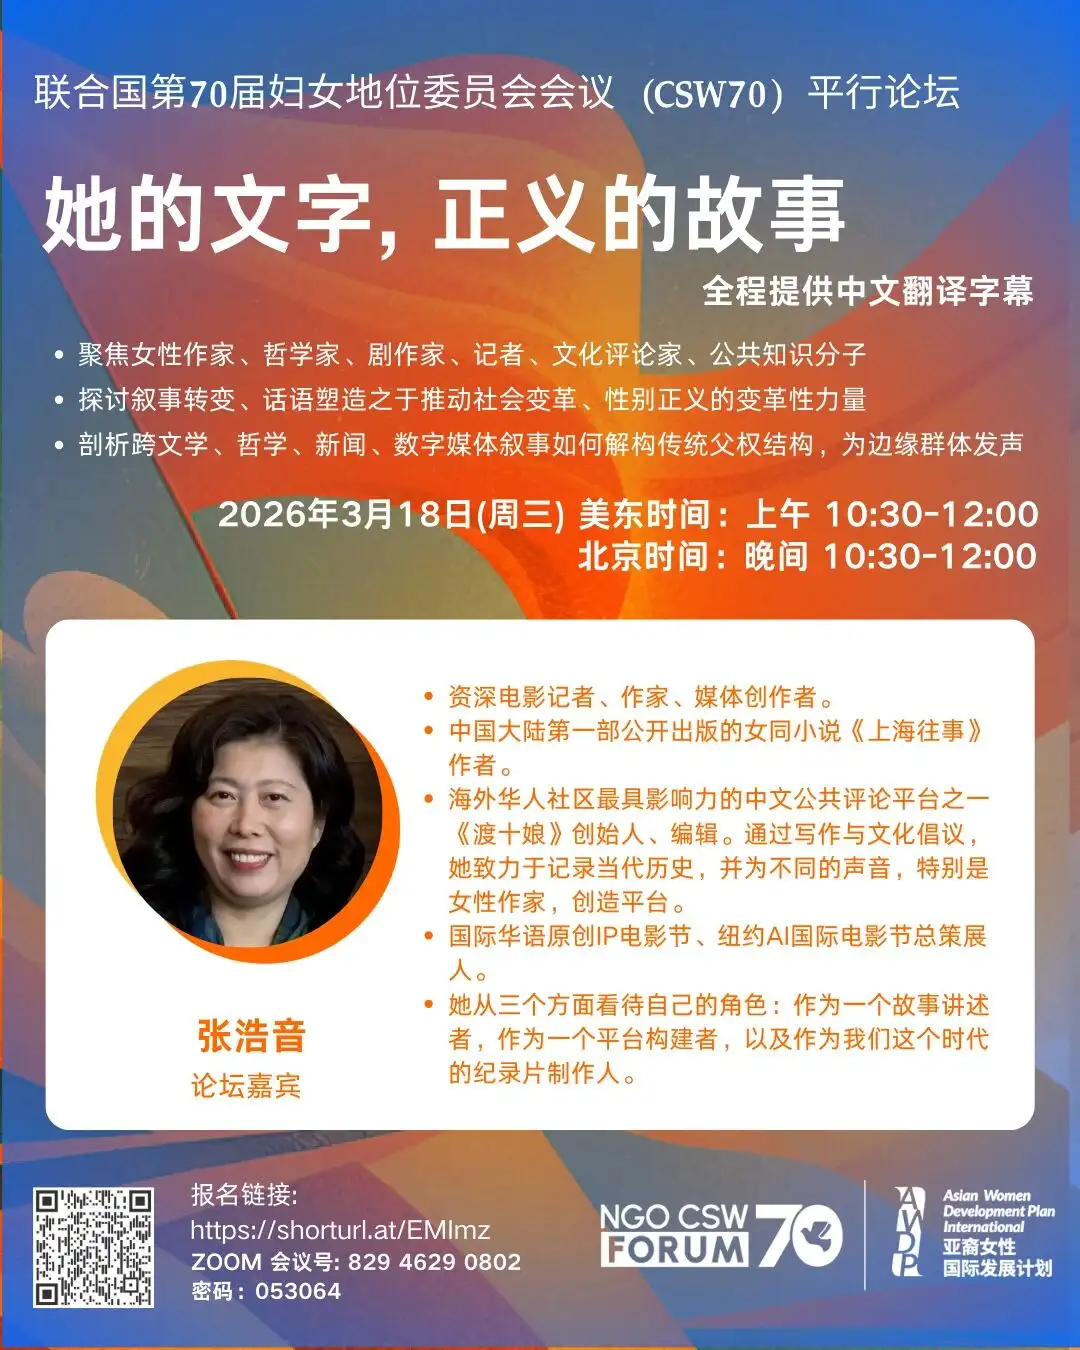 联合国第70届妇女地位委员会会议（CSW70）平行论坛
她的文字，正义的故事
全程提供中文翻译字幕
• 聚焦女性作家、哲学家、剧作家、记者、文化评论家、公共知识分子
• 探讨叙事转变、话语塑造之于推动社会变革、性别正义的变革性力量
• 剖析跨文学、哲学、新闻、数字媒体叙事如何解构传统父权结构，为边缘群体发声
2026年3月18日(周三) 美东时间：上午 10:30-12:00
北京时间：晚间 10:30-12:00
• 资深电影记者、作家、媒体创作者。
• 中国大陆第一部公开出版的女同小说《上海往事》
作者。
• 海外华人社区最具影响力的中文公共评论平台之一
《渡十娘》创始人、编辑。通过写作与文化倡议，
她致力于记录当代历史，并为不同的声音，特别是
女性作家，创造平台。
• 国际华语原创IP电影节、纽约AI国际电影节总策展
人。
• 她从三个方面看待自己的角色：作为一个故事讲述
者，作为一个平台构建者，以及作为我们这个时代
的纪录片制作人。
张浩音
论坛嘉宾
报名链接:
https://shorturl.at/EMlmz
ZOOM 会议号: 829 4629 0802
密码：053064
NGO CSW
FORUM 70
AWDP
Asian Women
Development Plan
International
亚裔女性
国际发展计划